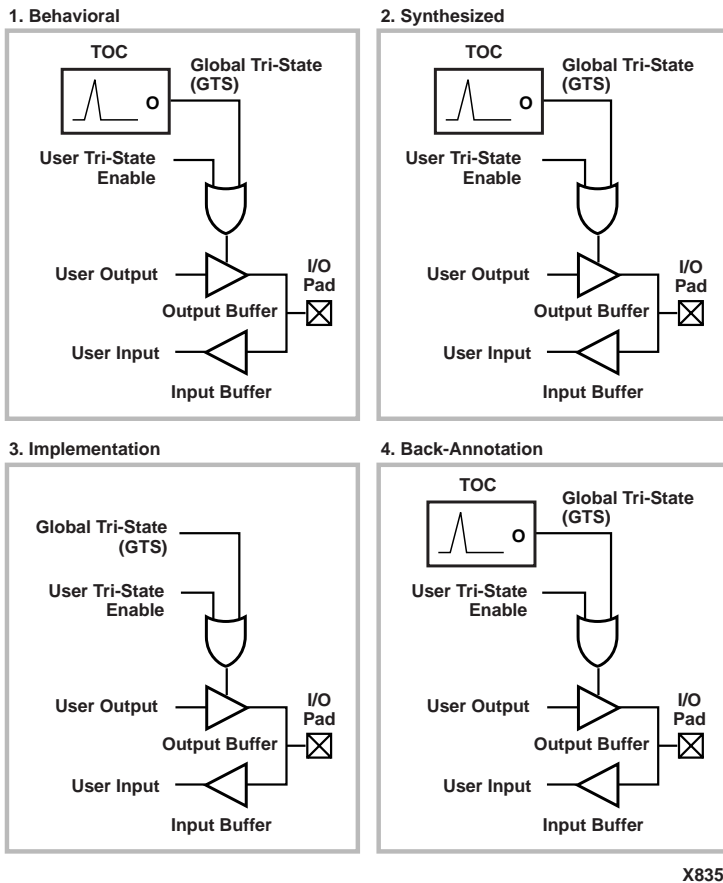 1. Behavioral
TOC
O
Global Tri-State
(GTS)
User Tri-State
Enable
User Output
I/O
Pad
Output Buffer
User Input
Input Buffer
2. Synthesized
TOC
O
Global Tri-State
(GTS)
User Tri-State
Enable
User Output
I/O
Pad
Output Buffer
User Input
Input Buffer
3. Implementation
Global Tri-State
(GTS)
User Tri-State
Enable
User Output
I/O
Pad
Output Buffer
User Input
Input Buffer
4. Back-Annotation
TOC
O
Global Tri-State
(GTS)
User Tri-State
Enable
User Output
I/O
Pad
Output Buffer
User Input
Input Buffer
X835